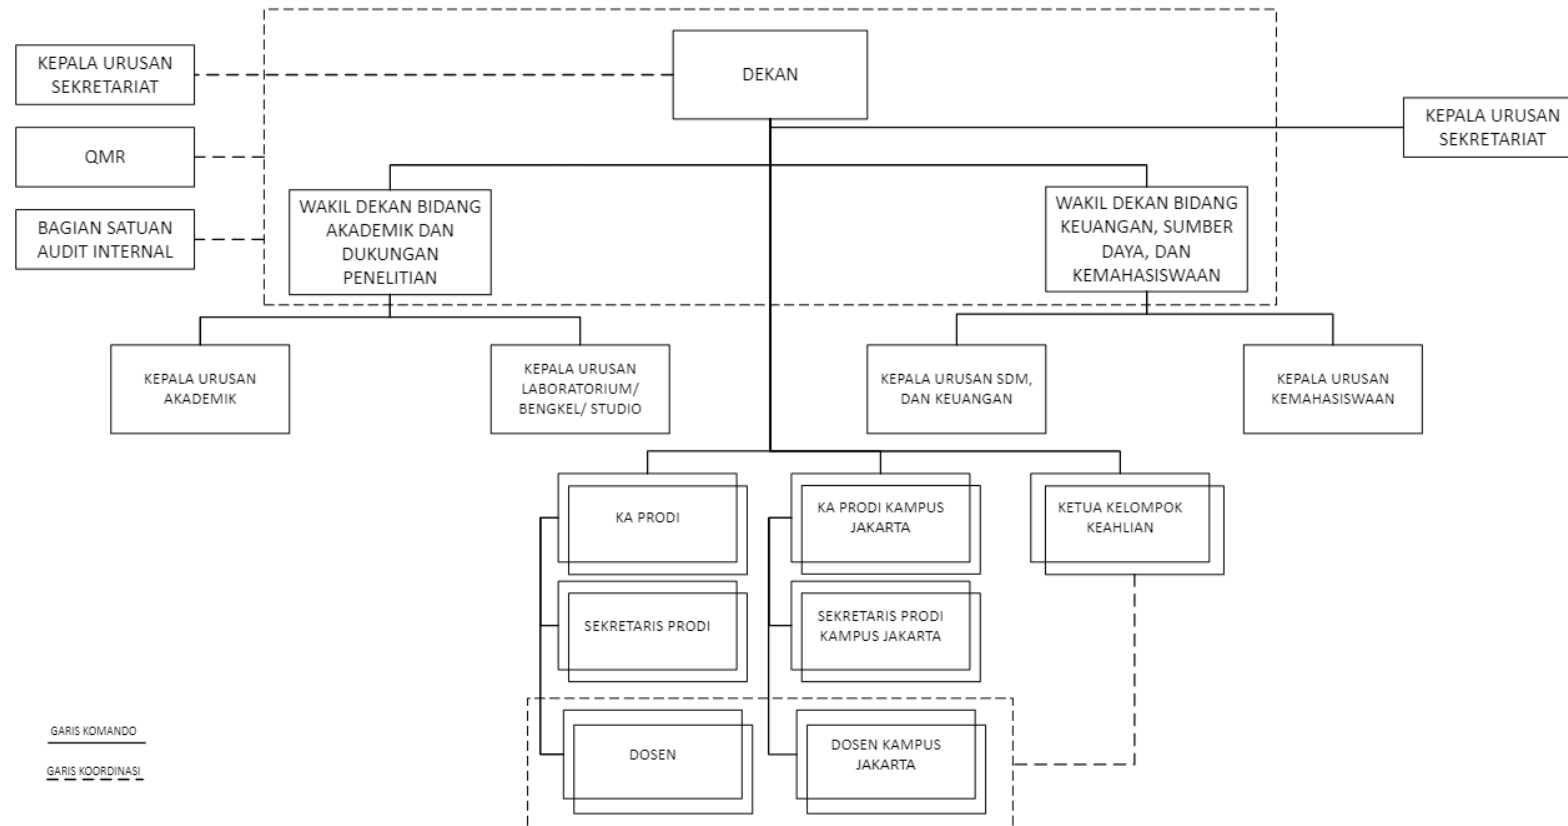 KEPALA URUSAN
SEKRETARIAT
DEKAN
KEPALA URUSAN
SEKRETARIAT
QMR
BAGIAN SATUAN
AUDIT INTERNAL
WAKIL DEKAN BIDANG
AKADEMIK DAN
DUKUNGAN
PENELITIAN
WAKIL DEKAN BIDANG
KEUANGAN, SUMBER
DAYA, DAN
KEMAHASISWAAN
KEPALA URUSAN
AKADEMIK
KEPALA URUSAN
LABORATORIUM/
BENGKEL/ STUDIO
KEPALA URUSAN SDM,
DAN KEUANGAN
KEPALA URUSAN
KEMAHASISWAAN
KA PRODI
KA PRODI KAMPUS
JAKARTA
KETUA KELOMPOK
KEAHLIAN
SEKRETARIS PRODI
SEKRETARIS PRODI
KAMPUS JAKARTA
DOSEN
DOSEN KAMPUS
JAKARTA
GARIS KOMANDO
GARIS KOORDINASI